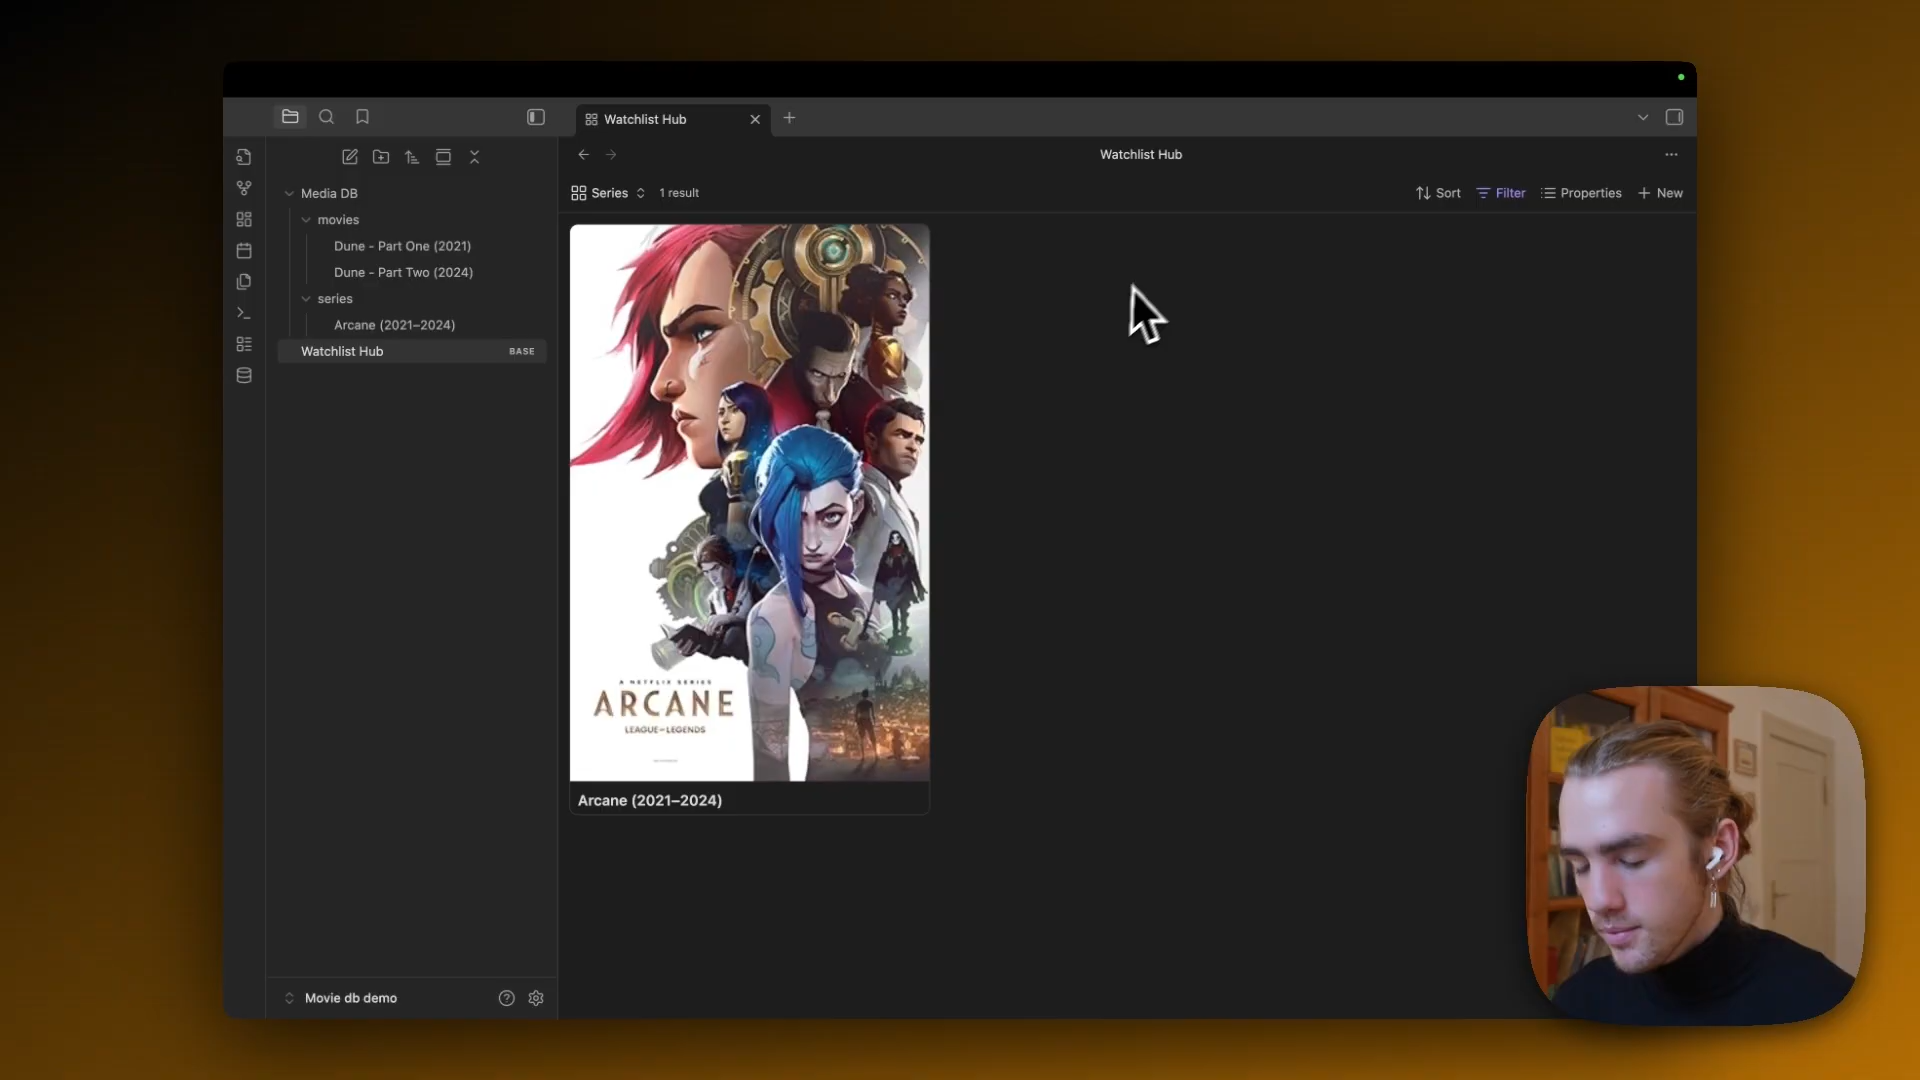 Watchlist Hub
Watchlist Hub
Series
1 result
Sort
Filter
Properties
New
Media DB
movies
Dune - Part One (2021)
Dune - Part Two (2024)
series
Arcane (2021–2024)
Watchlist Hub
BASE
A NETFLIX SERIES
ARCANE
LEAGUE OF LEGENDS
Arcane (2021–2024)
Movie db demo